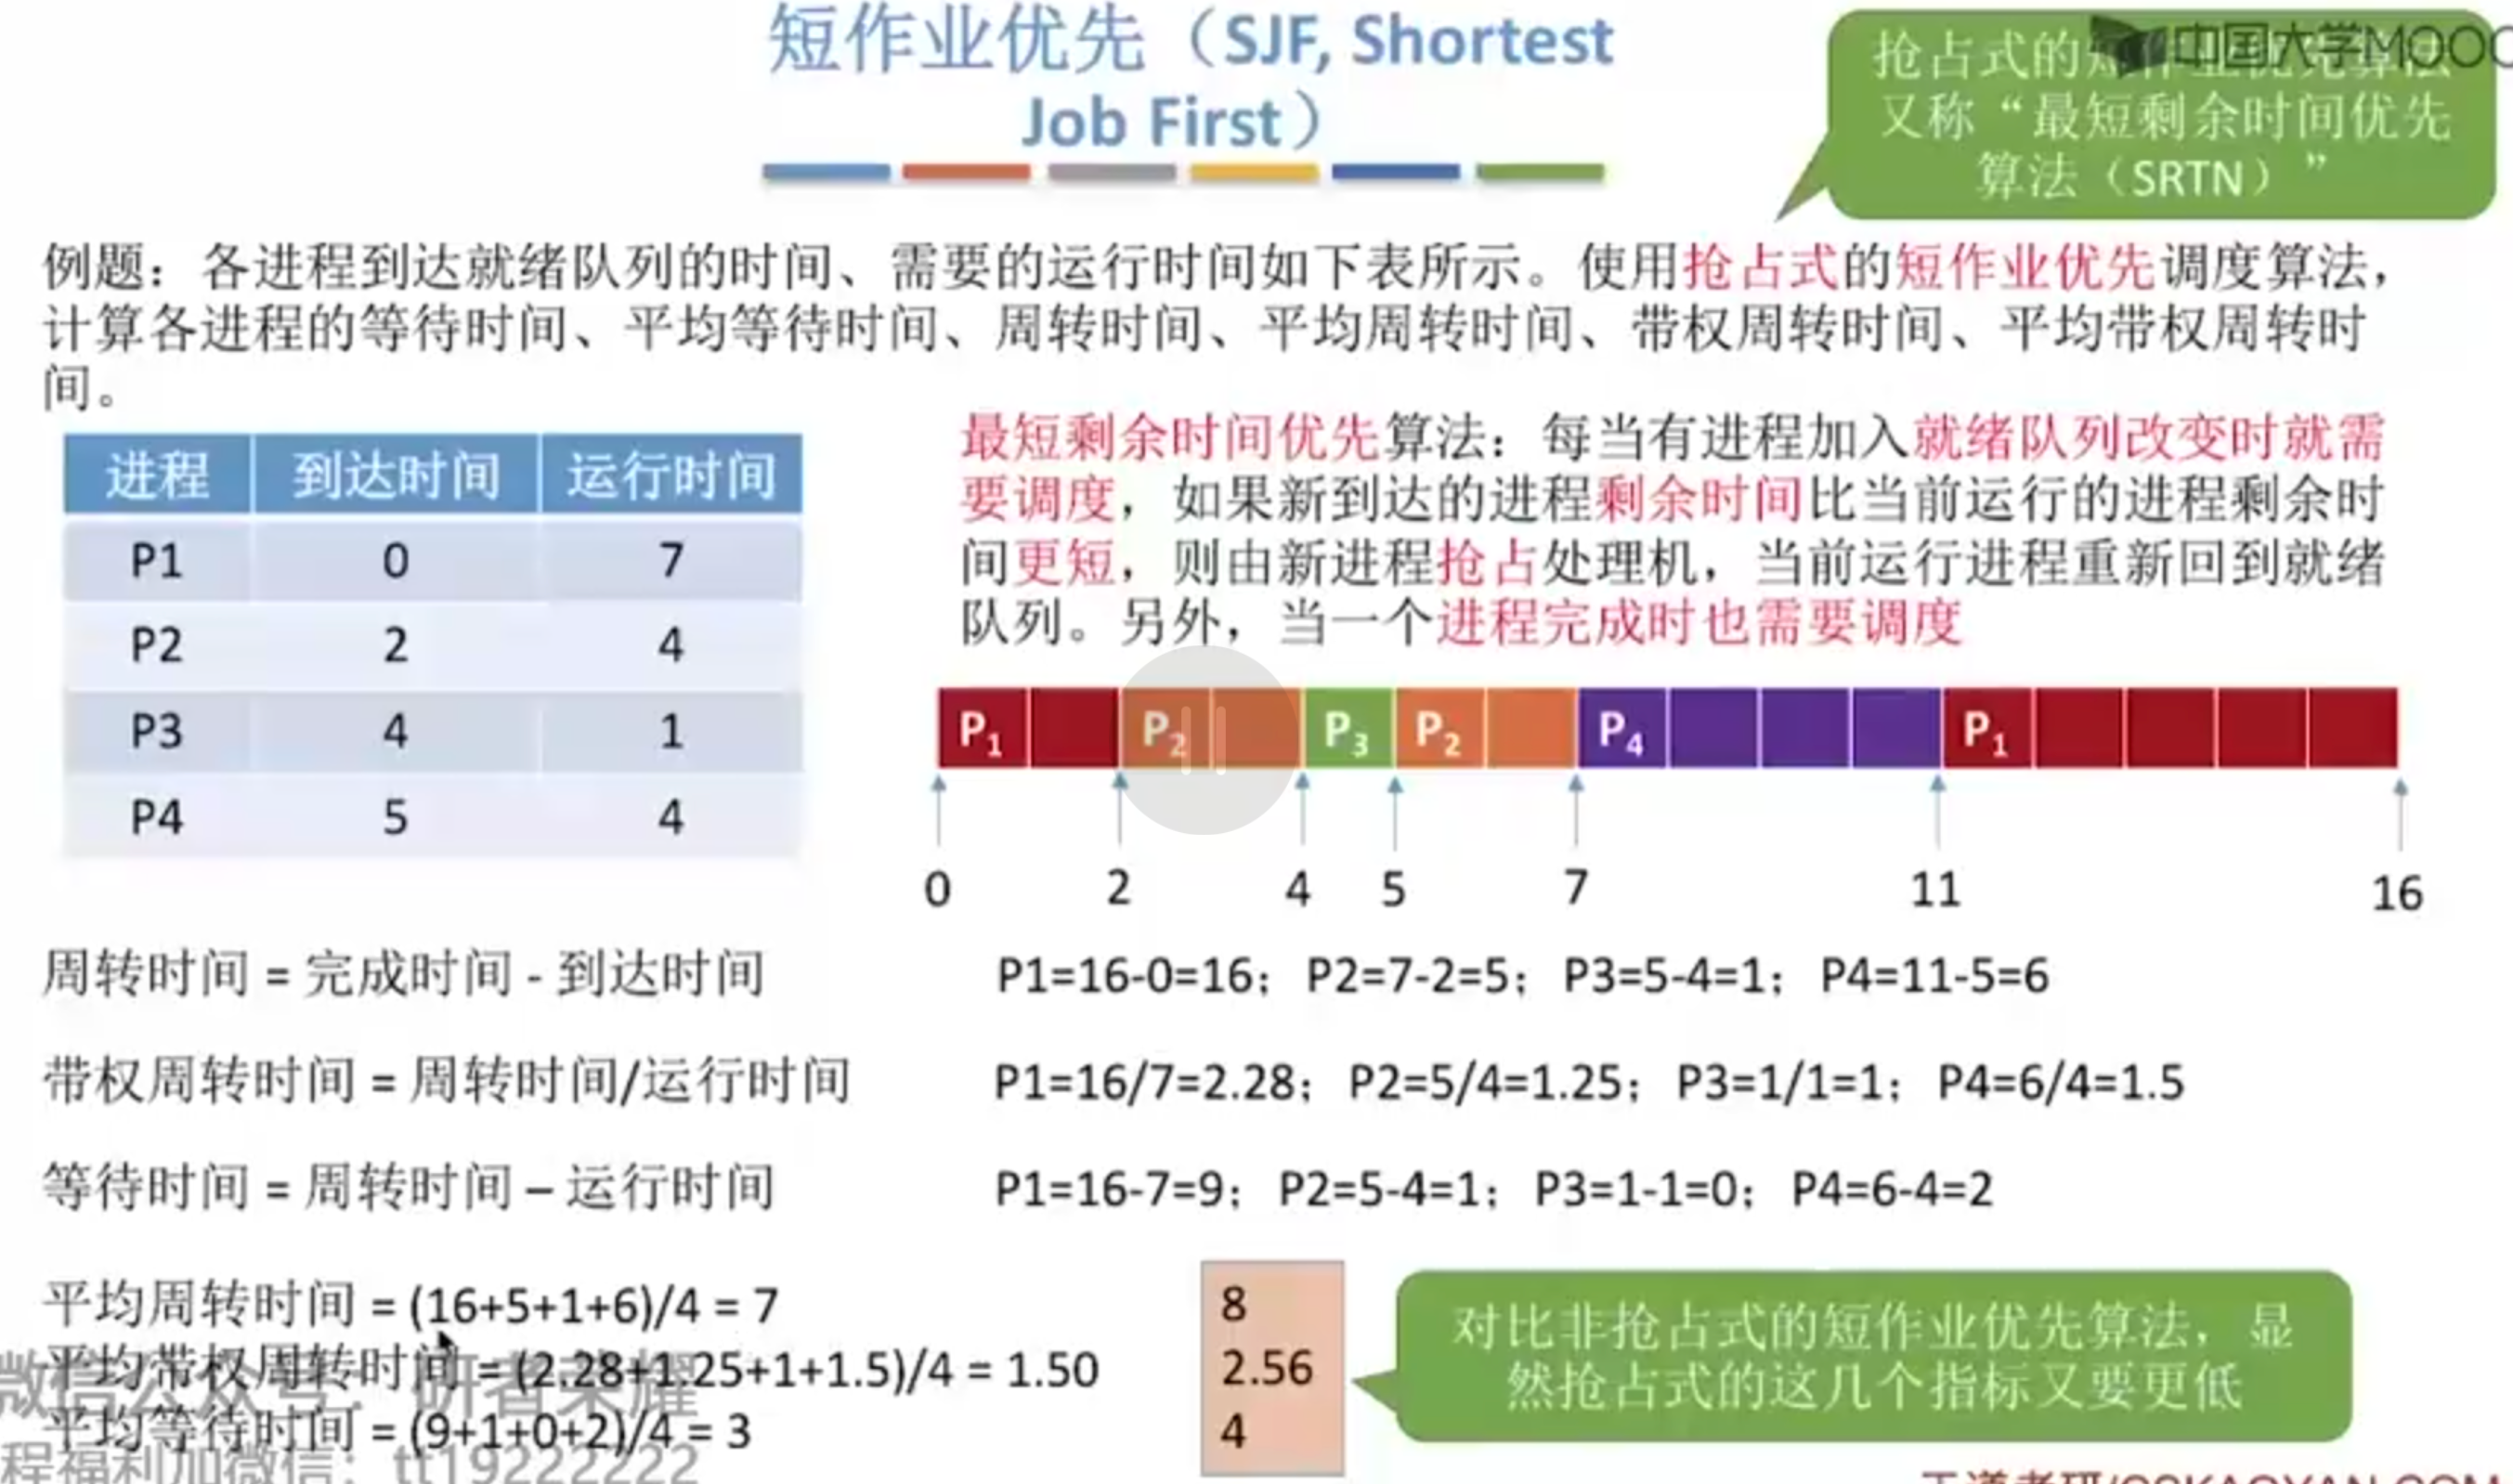 短作业优先（SJF, Shortest
Job First）
中国大学MOOC
抢占式的短作业优先算法
又称“最短剩余时间优先
算法（SRTN）”
例题：各进程到达就绪队列的时间、需要的运行时间如下表所示。使用抢占式的短作业优先调度算法，
计算各进程的等待时间、平均等待时间、周转时间、平均周转时间、带权周转时间、平均带权周转时
间。
进程 到达时间 运行时间
P1 0 7
P2 2 4
P3 4 1
P4 5 4
最短剩余时间优先算法：每当有进程加入就绪队列改变时就需
要调度，如果新到达的进程剩余时间比当前运行的进程剩余时
间更短，则由新进程抢占处理机，当前运行进程重新回到就绪
队列。另外，当一个进程完成时也需要调度
P1 P2 P3 P2 P4 P1
0 2 4 5 7 11 16
周转时间 = 完成时间 - 到达时间 P1=16-0=16；P2=7-2=5；P3=5-4=1；P4=11-5=6
带权周转时间 = 周转时间/运行时间 P1=16/7=2.28；P2=5/4=1.25；P3=1/1=1；P4=6/4=1.5
等待时间 = 周转时间 – 运行时间 P1=16-7=9；P2=5-4=1；P3=1-1=0；P4=6-4=2
平均周转时间 = (16+5+1+6)/4 = 7
平均带权周转时间 = (2.28+1.25+1+1.5)/4 = 1.50
平均等待时间 = (9+1+0+2)/4 = 3
8
2.56
4
对比非抢占式的短作业优先算法，显
然抢占式的这几个指标又要更低
微信公众号：研者荣耀
程福利加微信：tt19222222
王道考研/CSKAOYAN.COM